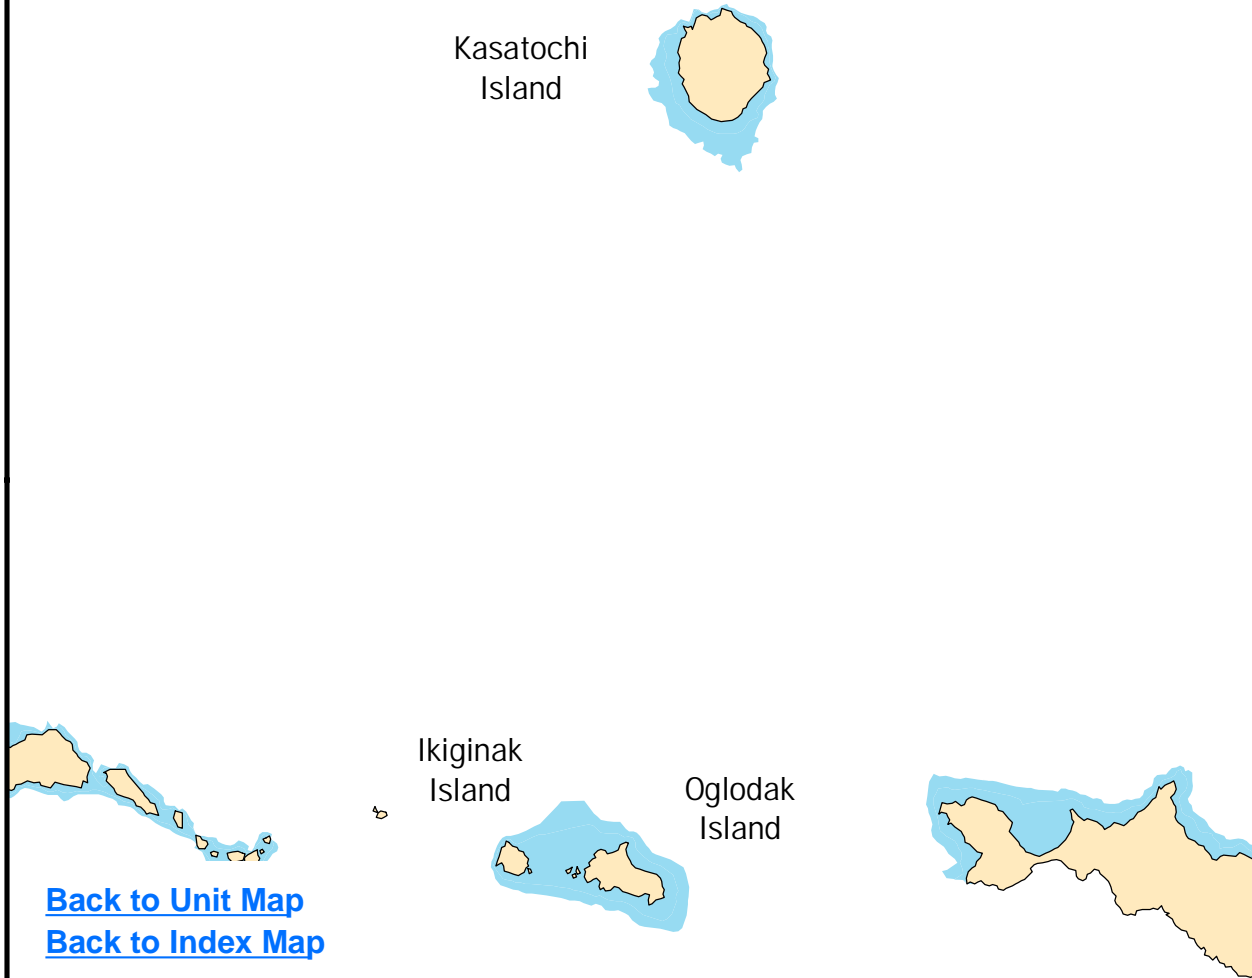 Kasatochi
Island
Ikiginak
Island
Oglodak
Island
Back to Unit Map
Back to Index Map